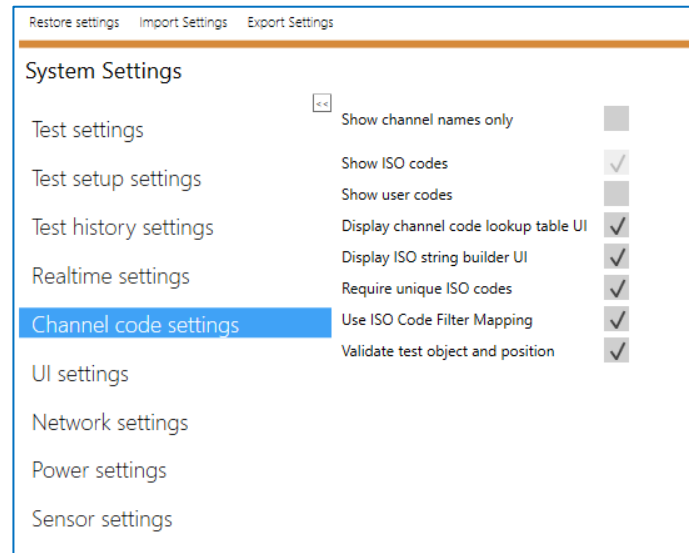 Restore settings Import Settings Export Settings
System Settings
<<
Test settings
Test setup settings
Test history settings
Realtime settings
Channel code settings
UI settings
Network settings
Power settings
Sensor settings
Show channel names only
Show ISO codes
Show user codes
Display channel code lookup table UI
Display ISO string builder UI
Require unique ISO codes
Use ISO Code Filter Mapping
Validate test object and position